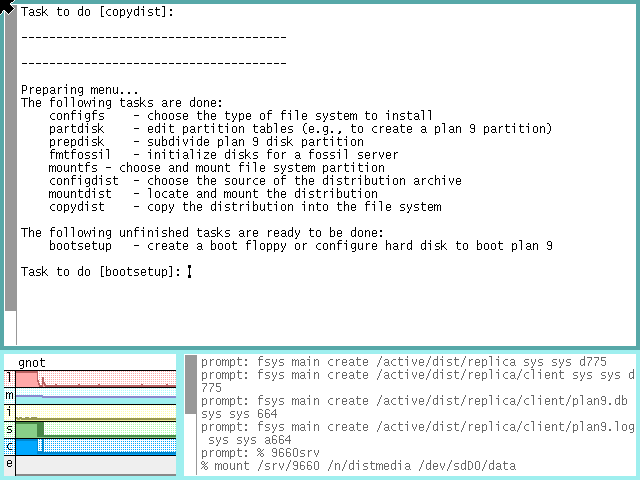 Task to do [copydist]:
--------------------------------------
--------------------------------------
Preparing menu...
The following tasks are done:
configfs - choose the type of file system to install
partdisk - edit partition tables (e.g., to create a plan 9 partition)
prepdisk - subdivide plan 9 disk partition
fmtfossil - initialize disks for a fossil server
mountfs - choose and mount file system partition
configdist - choose the source of the distribution archive
mountdist - locate and mount the distribution
copydist - copy the distribution into the file system
The following unfinished tasks are ready to be done:
bootsetup - create a boot floppy or configure hard disk to boot plan 9
Task to do [bootsetup]:
gnot
l
m
i
s
c
e
prompt: fsys main create /active/dist/replica sys sys d775
prompt: fsys main create /active/dist/replica/client sys sys d
775
prompt: fsys main create /active/dist/replica/client/plan9.db
sys sys 664
prompt: fsys main create /active/dist/replica/client/plan9.log
sys sys a664
prompt: % 9660srv
% mount /srv/9660 /n/distmedia /dev/sdD0/data